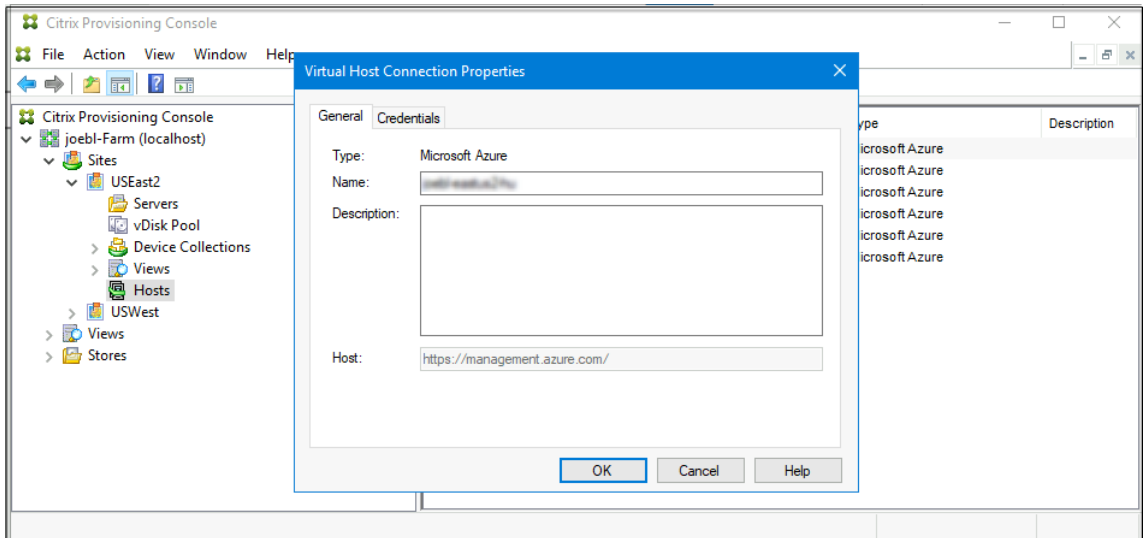 Citrix Provisioning Console
File Action View Window Help
Virtual Host Connection Properties
Citrix Provisioning Console
joebl-Farm (localhost)
Sites
USEast2
Servers
vDisk Pool
Device Collections
Views
Hosts
USWest
Views
Stores
General Credentials
Type: Microsoft Azure
Name:
Description:
Host: https://management.azure.com/
OK Cancel Help
ype Description
icrosoft Azure
icrosoft Azure
icrosoft Azure
icrosoft Azure
icrosoft Azure
icrosoft Azure